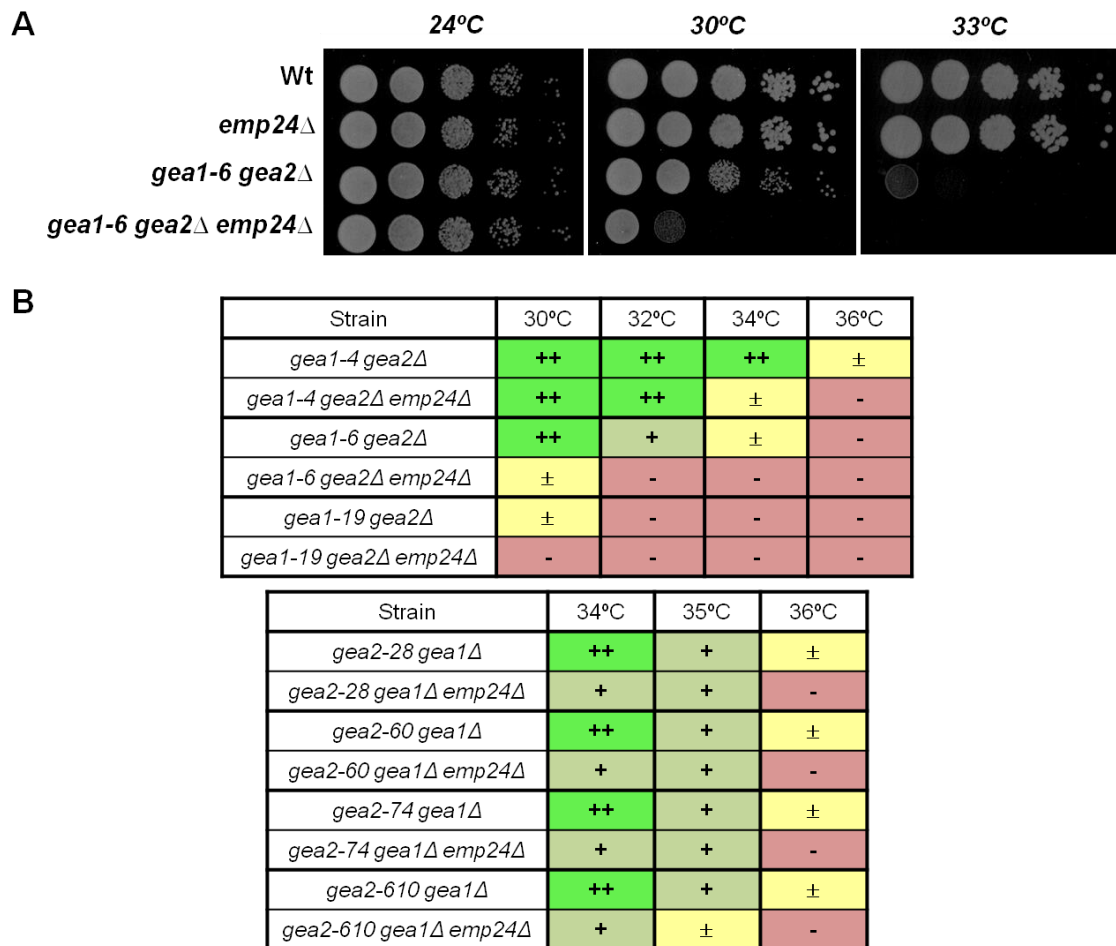 A
24ºC 30ºC 33ºC
Wt
emp24Δ
gea1-6 gea2Δ
gea1-6 gea2Δ emp24Δ
B
Strain 30ºC 32ºC 34ºC 36ºC
gea1-4 gea2Δ ++ ++ ++ ±
gea1-4 gea2Δ emp24Δ ++ ++ ± -
gea1-6 gea2Δ ++ + ± -
gea1-6 gea2Δ emp24Δ ± - - -
gea1-19 gea2Δ ± - - -
gea1-19 gea2Δ emp24Δ - - - -
Strain 34ºC 35ºC 36ºC
gea2-28 gea1Δ ++ + ±
gea2-28 gea1Δ emp24Δ + + -
gea2-60 gea1Δ ++ + ±
gea2-60 gea1Δ emp24Δ + + -
gea2-74 gea1Δ ++ + ±
gea2-74 gea1Δ emp24Δ + + -
gea2-610 gea1Δ ++ + ±
gea2-610 gea1Δ emp24Δ + ± -